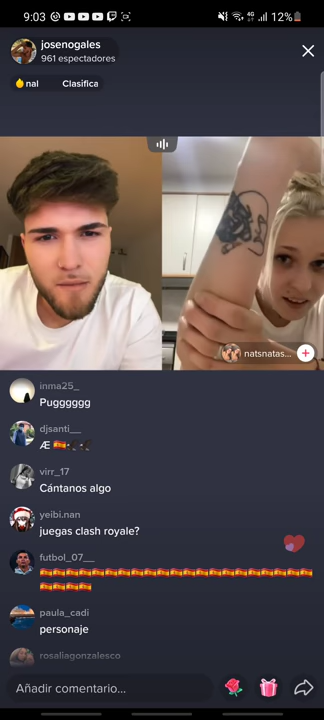 9:03
4G
12%
josenogales
961 espectadores
nal Clasifica
natsnatas...
inma25_
Pugggggg
djsanti__
Æ 🇪🇸
virr_17
Cántanos algo
yeibi.nan
juegas clash royale?
futbol_07__
🇪🇸🇪🇸🇪🇸🇪🇸🇪🇸🇪🇸🇪🇸🇪🇸🇪🇸🇪🇸🇪🇸🇪🇸🇪🇸🇪🇸🇪🇸🇪🇸🇪🇸🇪🇸🇪🇸🇪🇸🇪🇸
🇪🇸🇪🇸🇪🇸🇪🇸
paula_cadi
personaje
rosaliagonzalesco
Añadir comentario...